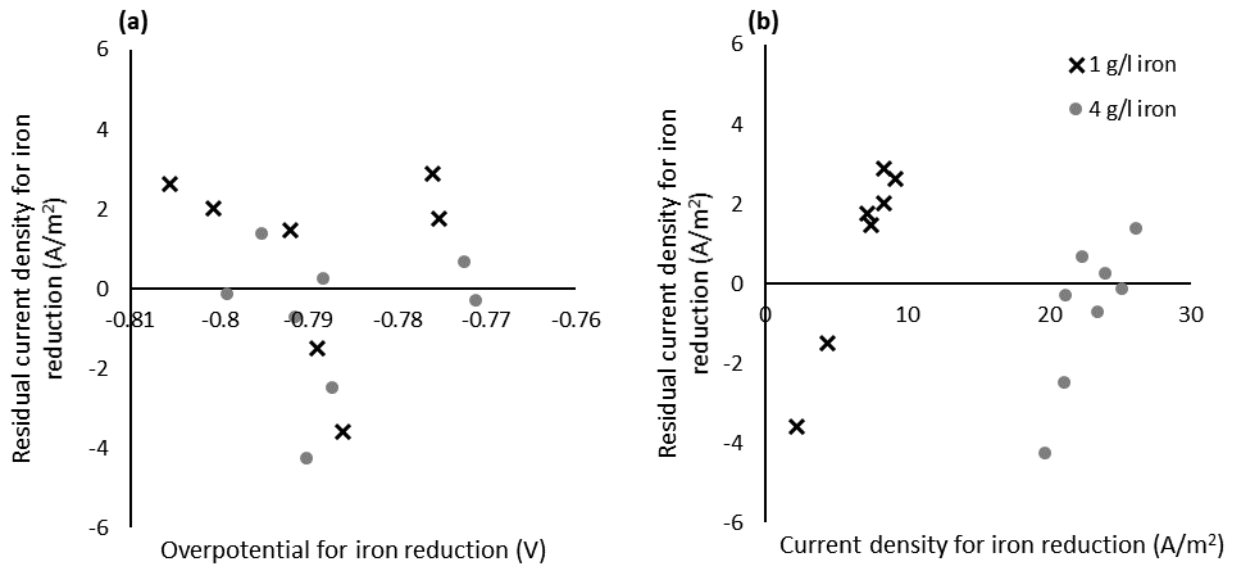 (a)
6
4
2
0
-2
-4
-6
-0.81
-0.8
-0.79
-0.78
-0.77
-0.76
Residual current density for iron
reduction (A/m²)
Overpotential for iron reduction (V)
(b)
6
4
2
0
-2
-4
-6
0
10
20
30
Residual current density for iron
reduction (A/m²)
Current density for iron reduction (A/m²)
1 g/l iron
4 g/l iron